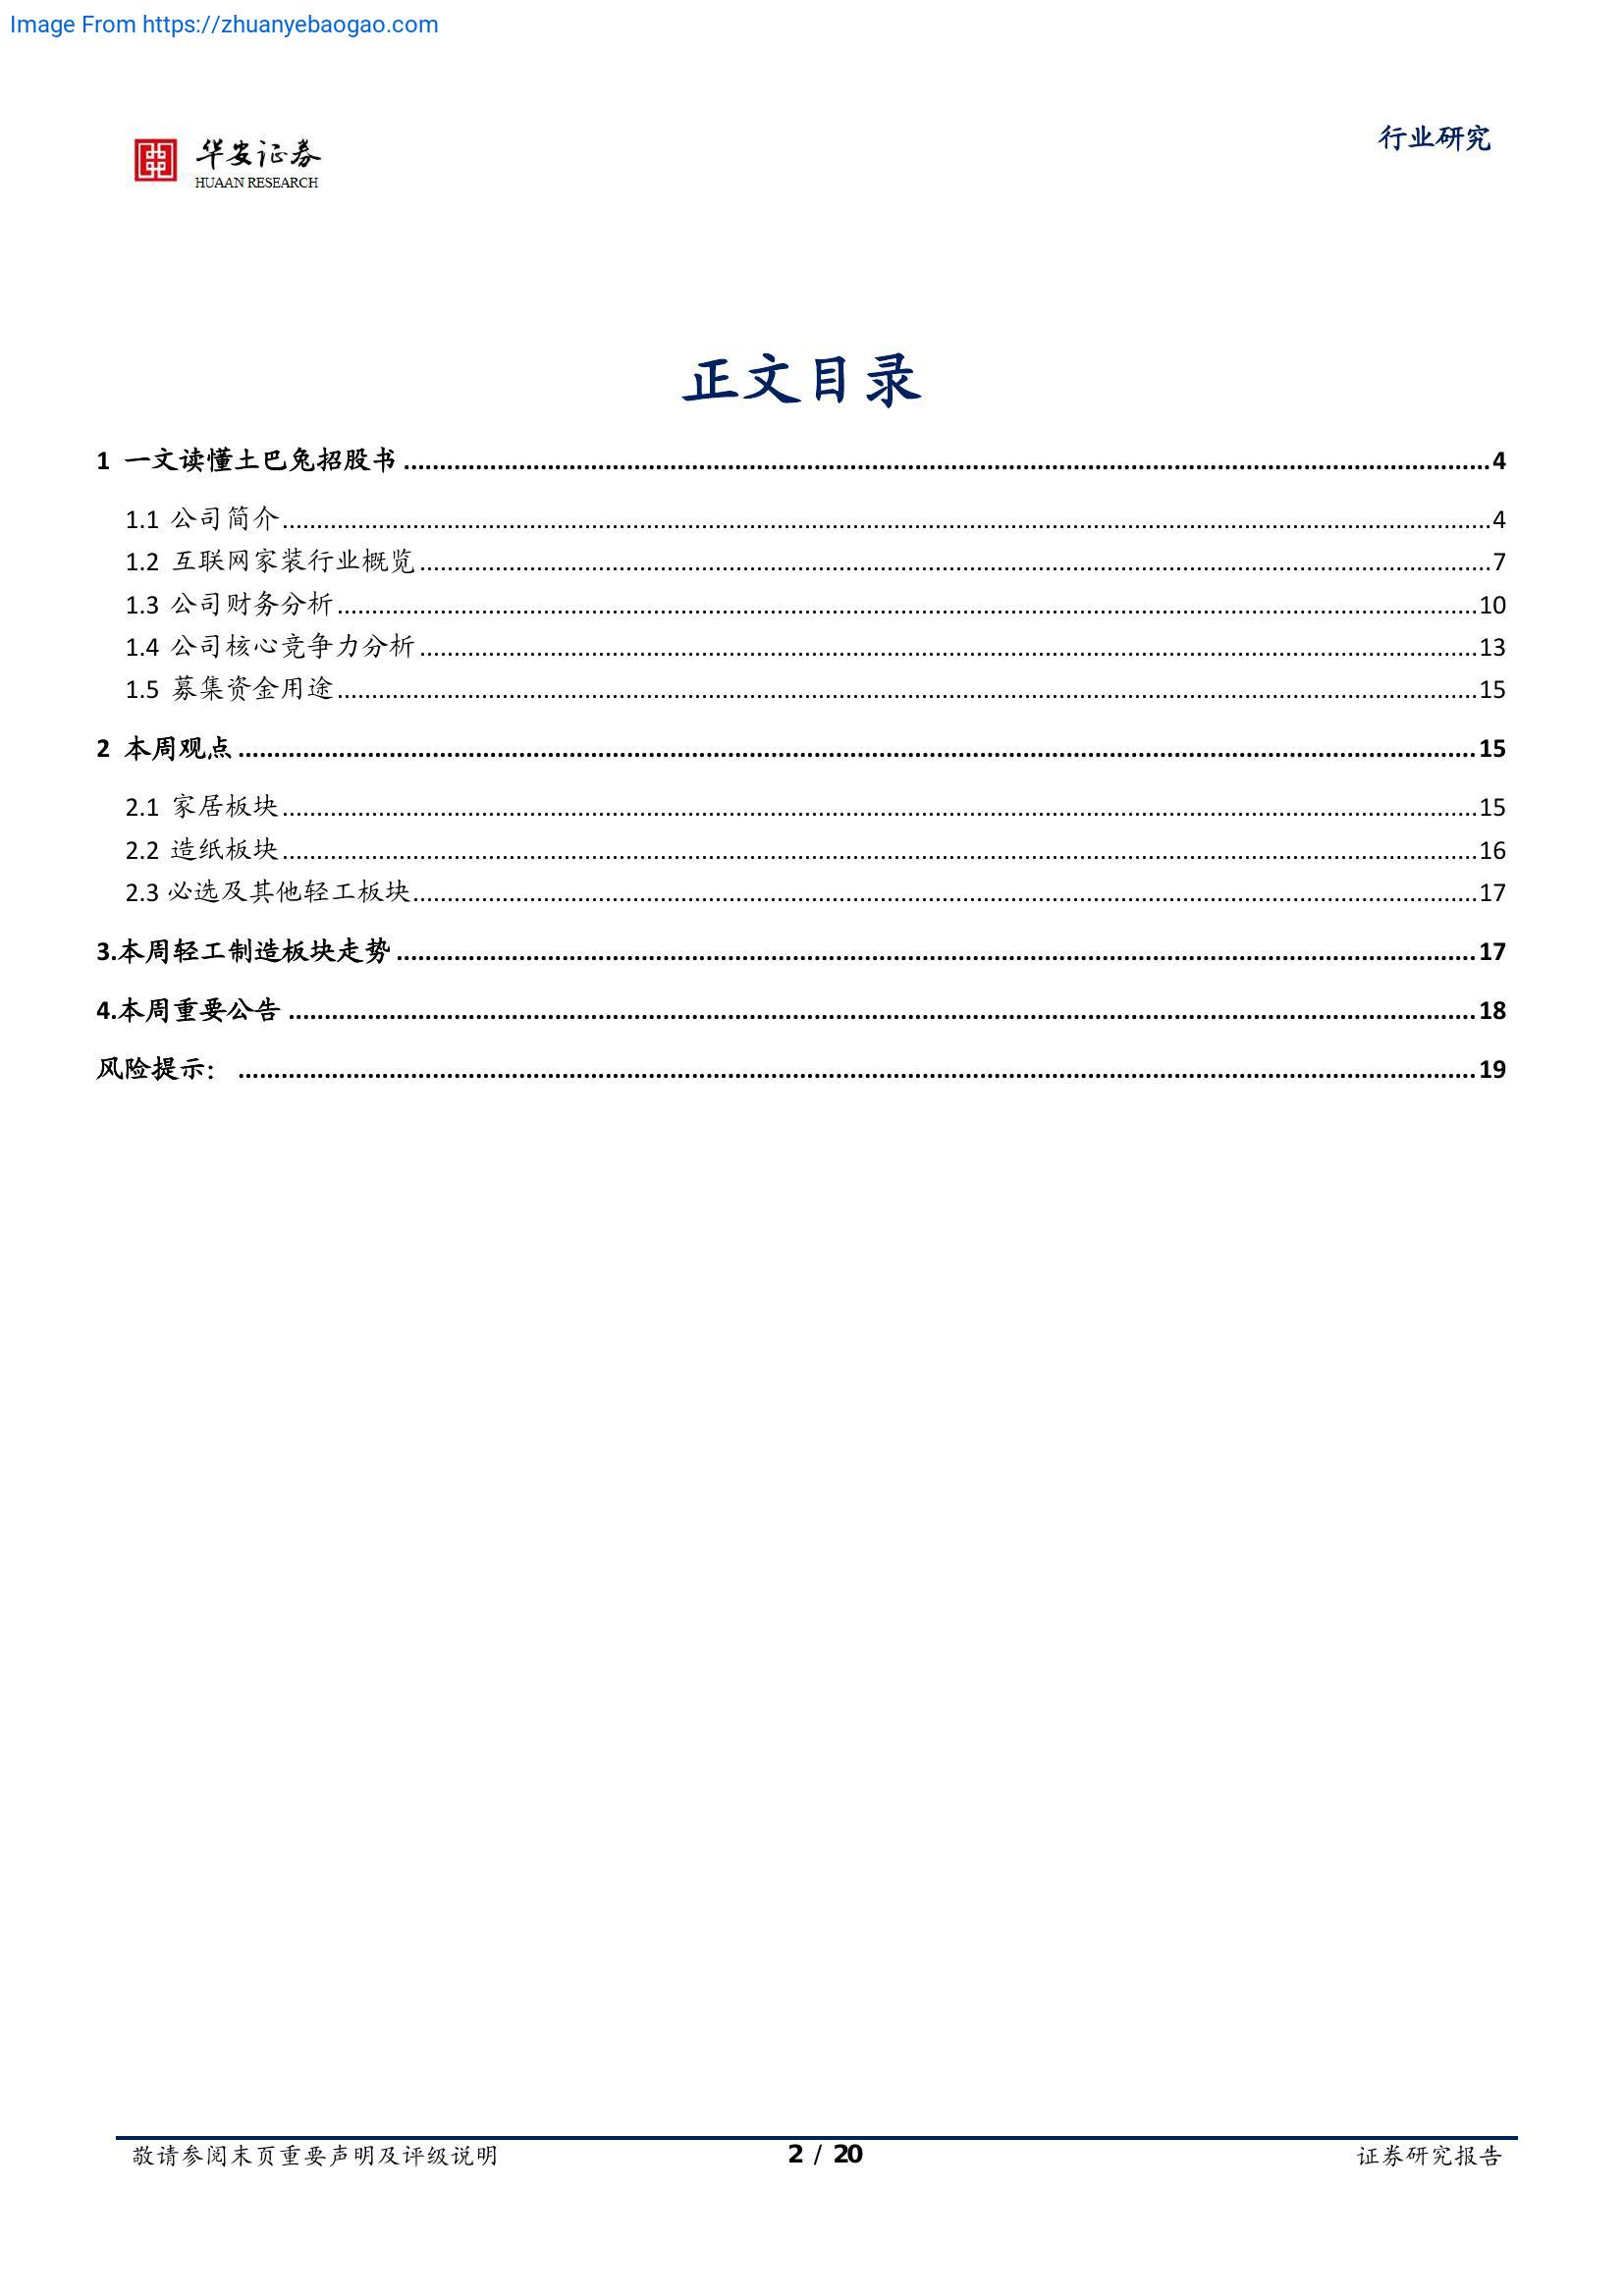 Image From https://zhuanyebaogao.com
华安证券
HUAAN RESEARCH
行业研究
正文目录
1 一文读懂土巴兔招股书 4
1.1 公司简介 4
1.2 互联网家装行业概览 7
1.3 公司财务分析 10
1.4 公司核心竞争力分析 13
1.5 募集资金用途 15
2 本周观点 15
2.1 家居板块 15
2.2 造纸板块 16
2.3 必选及其他轻工板块 17
3.本周轻工制造板块走势 17
4.本周重要公告 18
风险提示： 19
敬请参阅末页重要声明及评级说明 2 / 20 证券研究报告